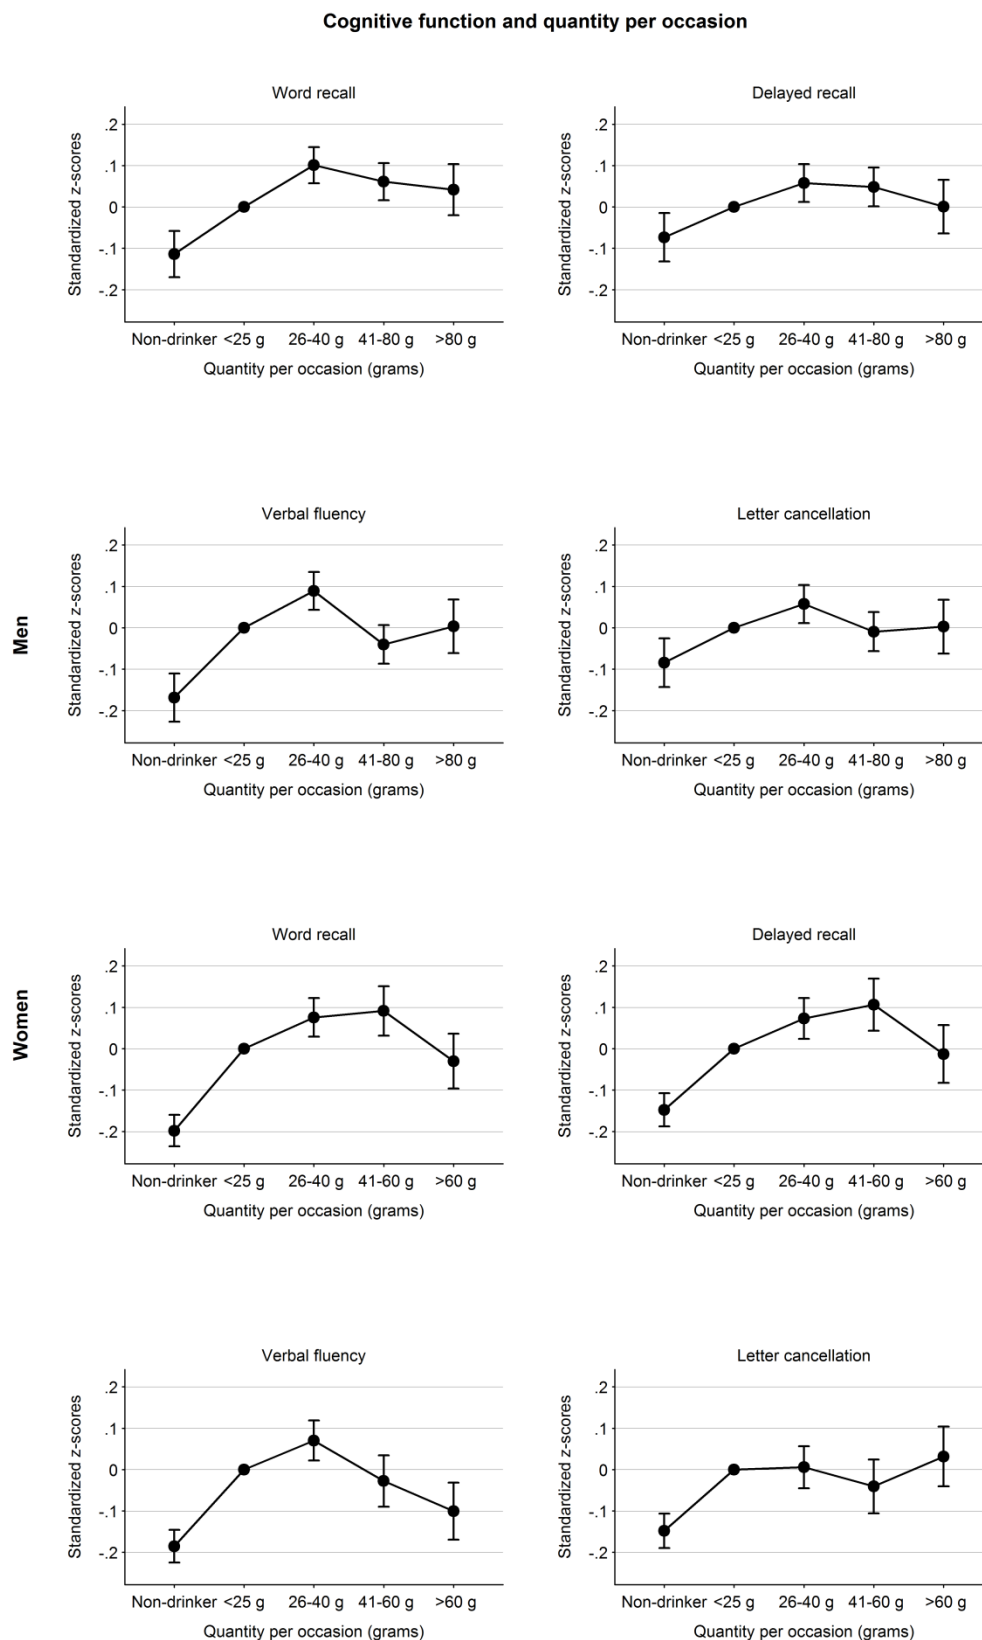 Cognitive function and quantity per occasion
Men
Word recall
Standardized z-scores
.2
.1
0
-.1
-.2
Non-drinker <25 g 26-40 g 41-80 g >80 g
Quantity per occasion (grams)
Delayed recall
Standardized z-scores
.2
.1
0
-.1
-.2
Non-drinker <25 g 26-40 g 41-80 g >80 g
Quantity per occasion (grams)
Verbal fluency
Standardized z-scores
.2
.1
0
-.1
-.2
Non-drinker <25 g 26-40 g 41-80 g >80 g
Quantity per occasion (grams)
Letter cancellation
Standardized z-scores
.2
.1
0
-.1
-.2
Non-drinker <25 g 26-40 g 41-80 g >80 g
Quantity per occasion (grams)
Women
Word recall
Standardized z-scores
.2
.1
0
-.1
-.2
Non-drinker <25 g 26-40 g 41-60 g >60 g
Quantity per occasion (grams)
Delayed recall
Standardized z-scores
.2
.1
0
-.1
-.2
Non-drinker <25 g 26-40 g 41-60 g >60 g
Quantity per occasion (grams)
Verbal fluency
Standardized z-scores
.2
.1
0
-.1
-.2
Non-drinker <25 g 26-40 g 41-60 g >60 g
Quantity per occasion (grams)
Letter cancellation
Standardized z-scores
.2
.1
0
-.1
-.2
Non-drinker <25 g 26-40 g 41-60 g >60 g
Quantity per occasion (grams)